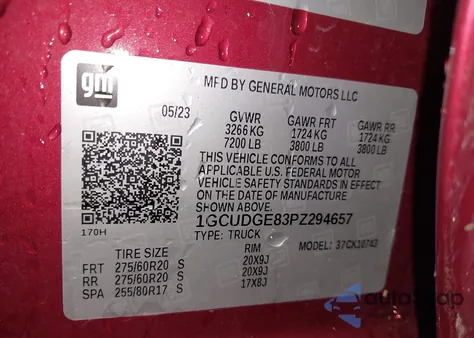 gm
MFD BY GENERAL MOTORS LLC
05/23 GVWR GAWR FRT GAWR RR
3266 KG 1724 KG 1724 KG
7200 LB 3800 LB 3800 LB
THIS VEHICLE CONFORMS TO ALL
APPLICABLE U.S. FEDERAL MOTOR
VEHICLE SAFETY STANDARDS IN EFFECT
ON THE DATE OF MANUFACTURE
SHOWN ABOVE.
1GCUDGE83PZ294657
TYPE: TRUCK MODEL: 37CK10743
170H
TIRE SIZE RIM
FRT 275/60R20 S 20X9J
RR 275/60R20 S 20X9J
SPA 255/80R17 S 17X8J